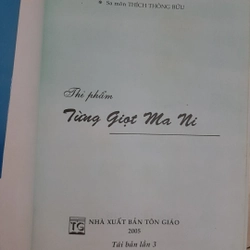 * Sa môn THÍCH THÔNG BỬU
Thi phẩm
Từng Giọt Ma Ni
TG
NHÀ XUẤT BẢN TÔN GIÁO
2003
Tái bản lần 3